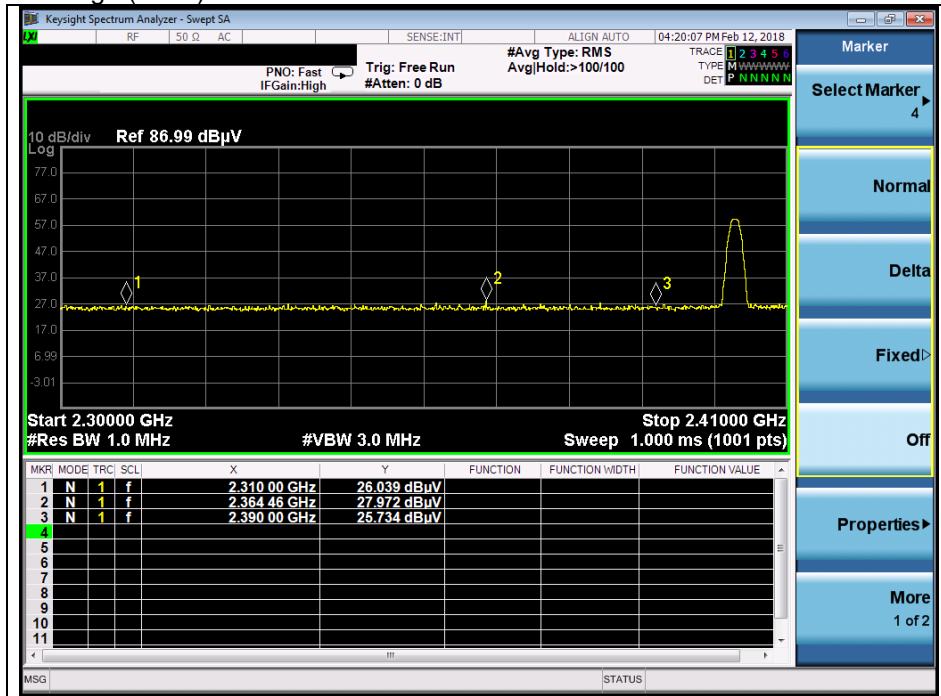 Keysight Spectrum Analyzer - Swept SA
LXI RF 50 Ω AC SENSE:INT ALIGN AUTO 04:20:07 PM Feb 12, 2018
#Avg Type: RMS TRACE 1 2 3 4 5 6
PNO: Fast Trig: Free Run Avg|Hold:>100/100 TYPE M WWWWW
IFGain:High #Atten: 0 dB DET P N N N N N
10 dB/div Ref 86.99 dBµV
Log
77.0
67.0
57.0
47.0
37.0
27.0
17.0
6.99
-3.01
1
2
3
Start 2.30000 GHz Stop 2.41000 GHz
#Res BW 1.0 MHz #VBW 3.0 MHz Sweep 1.000 ms (1001 pts)
MKR MODE TRC SCL X Y FUNCTION FUNCTION WIDTH FUNCTION VALUE
1 N 1 f 2.310 00 GHz 26.039 dBµV
2 N 1 f 2.364 46 GHz 27.972 dBµV
3 N 1 f 2.390 00 GHz 25.734 dBµV
4
5
6
7
8
9
10
11
MSG STATUS
Marker
Select Marker
4
Normal
Delta
Fixed
Off
Properties
More
1 of 2